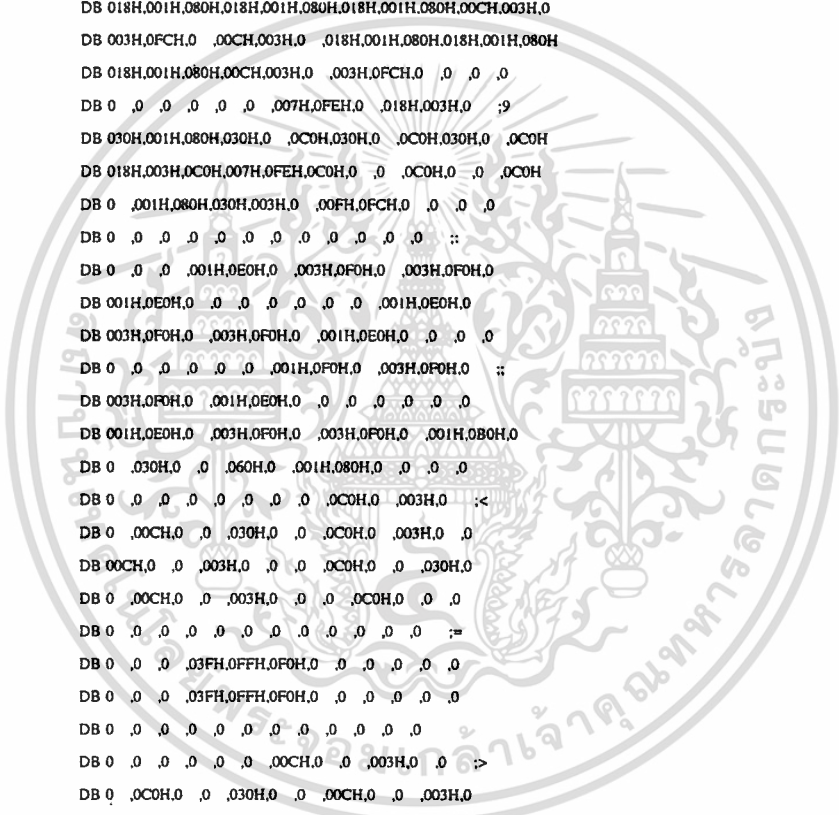 DB 018H,001H,080H,018H,001H,080H,018H,001H,080H,00CH,003H,0
DB 003H,0FCH,0 ,00CH,003H,0 ,018H,001H,080H,018H,001H,080H
DB 018H,001H,080H,00CH,003H,0 ,003H,0FCH,0 ,0 ,0 ,0
DB 0 ,0 ,0 ,0 ,0 ,0 ,007H,0FEH,0 ,018H,003H,0 ;9
DB 030H,001H,080H,030H,0 ,0C0H,030H,0 ,0C0H,030H,0 ,0C0H
DB 018H,003H,0C0H,007H,0FEH,0C0H,0 ,0 ,0C0H,0 ,0 ,0C0H
DB 0 ,001H,080H,030H,003H,0 ,00FH,0FCH,0 ,0 ,0 ,0
DB 0 ,0 ,0 ,0 ,0 ,0 ,0 ,0 ,0 ,0 ,0 ,0 ;:
DB 0 ,0 ,0 ,001H,0E0H,0 ,003H,0F0H,0 ,003H,0F0H,0
DB 001H,0E0H,0 ,0 ,0 ,0 ,0 ,0 ,0 ,001H,0E0H,0
DB 003H,0F0H,0 ,003H,0F0H,0 ,001H,0E0H,0 ,0 ,0 ,0
DB 0 ,0 ,0 ,0 ,0 ,0 ,001H,0F0H,0 ,003H,0F0H,0 ;;
DB 003H,0F0H,0 ,001H,0E0H,0 ,0 ,0 ,0 ,0 ,0 ,0
DB 001H,0E0H,0 ,003H,0F0H,0 ,003H,0F0H,0 ,001H,0B0H,0
DB 0 ,030H,0 ,0 ,060H,0 ,001H,080H,0 ,0 ,0 ,0
DB 0 ,0 ,0 ,0 ,0 ,0 ,0 ,0 ,0C0H,0 ,003H,0 ;<
DB 0 ,00CH,0 ,0 ,030H,0 ,0 ,0C0H,0 ,003H,0 ,0
DB 00CH,0 ,0 ,003H,0 ,0 ,0 ,0C0H,0 ,0 ,030H,0
DB 0 ,00CH,0 ,0 ,003H,0 ,0 ,0 ,0C0H,0 ,0 ,0
DB 0 ,0 ,0 ,0 ,0 ,0 ,0 ,0 ,0 ,0 ,0 ,0 ;=
DB 0 ,0 ,0 ,03FH,0FFH,0F0H,0 ,0 ,0 ,0 ,0 ,0
DB 0 ,0 ,0 ,03FH,0FFH,0F0H,0 ,0 ,0 ,0 ,0 ,0
DB 0 ,0 ,0 ,0 ,0 ,0 ,0 ,0 ,0 ,0 ,0 ,0
DB 0 ,0 ,0 ,0 ,0 ,0 ,00CH,0 ,0 ,003H,0 ,0 ;>
DB 0 ,0C0H,0 ,0 ,030H,0 ,0 ,00CH,0 ,0 ,003H,0